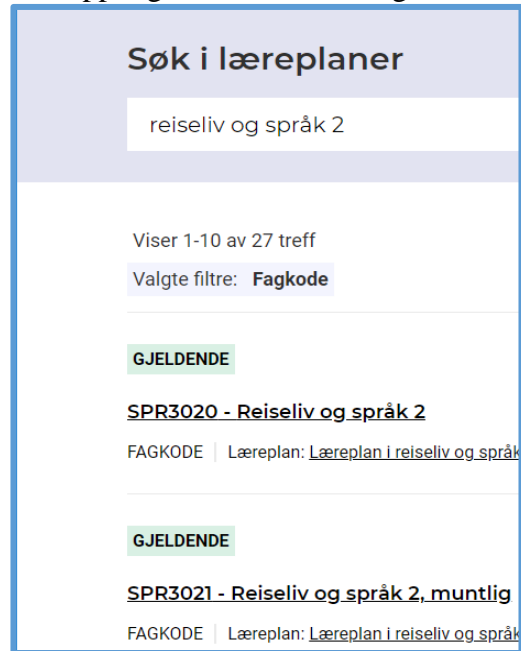 Søk i læreplaner
reiseliv og språk 2
Viser 1-10 av 27 treff
Valgte filtre: Fagkode
GJELDENDE
SPR3020 - Reiseliv og språk 2
FAGKODE | Læreplan: Læreplan i reiseliv og språk
GJELDENDE
SPR3021 - Reiseliv og språk 2, muntlig
FAGKODE | Læreplan: Læreplan i reiseliv og språk